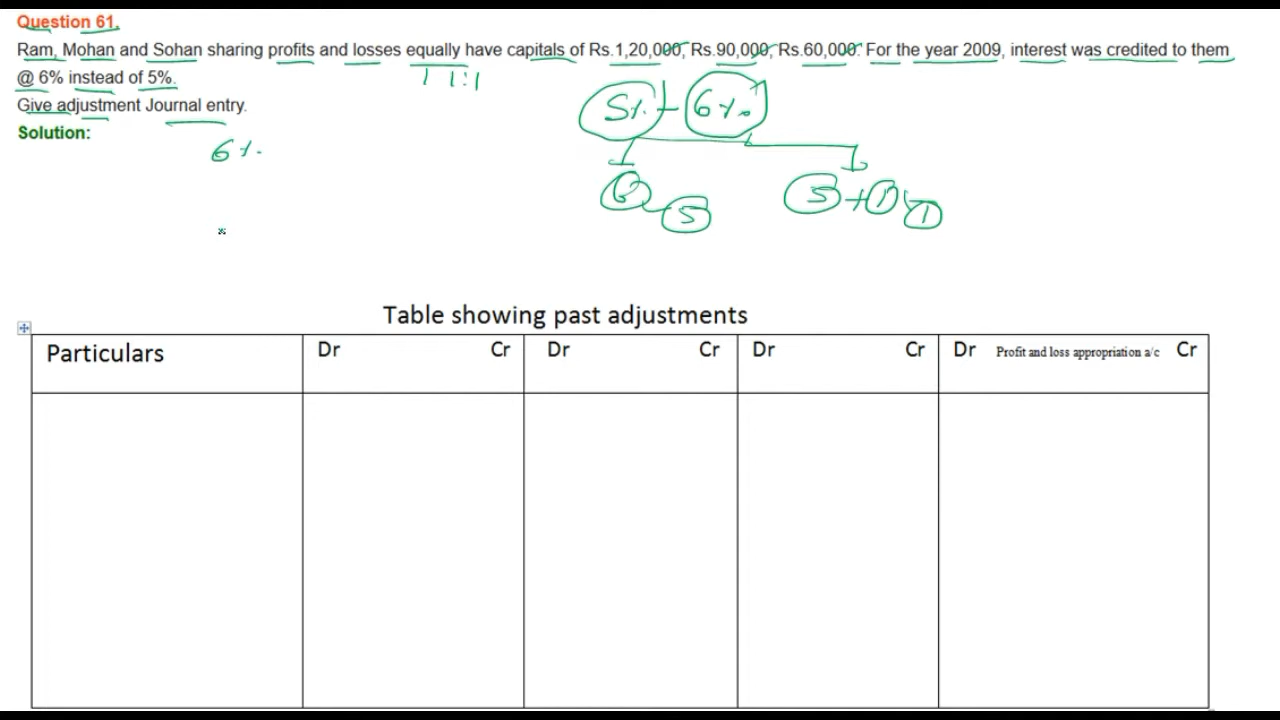 Question 61.
Ram, Mohan and Sohan sharing profits and losses equally have capitals of Rs.1,20,000, Rs.90,000, Rs.60,000. For the year 2009, interest was credited to them
@ 6% instead of 5%.
1 1:1
5% - 6%
Give adjustment Journal entry.
Solution:
6%
6 - 5
5 + 1 1
Table showing past adjustments
Particulars Dr Cr Dr Cr Dr Cr Dr Profit and loss appropriation a/c Cr